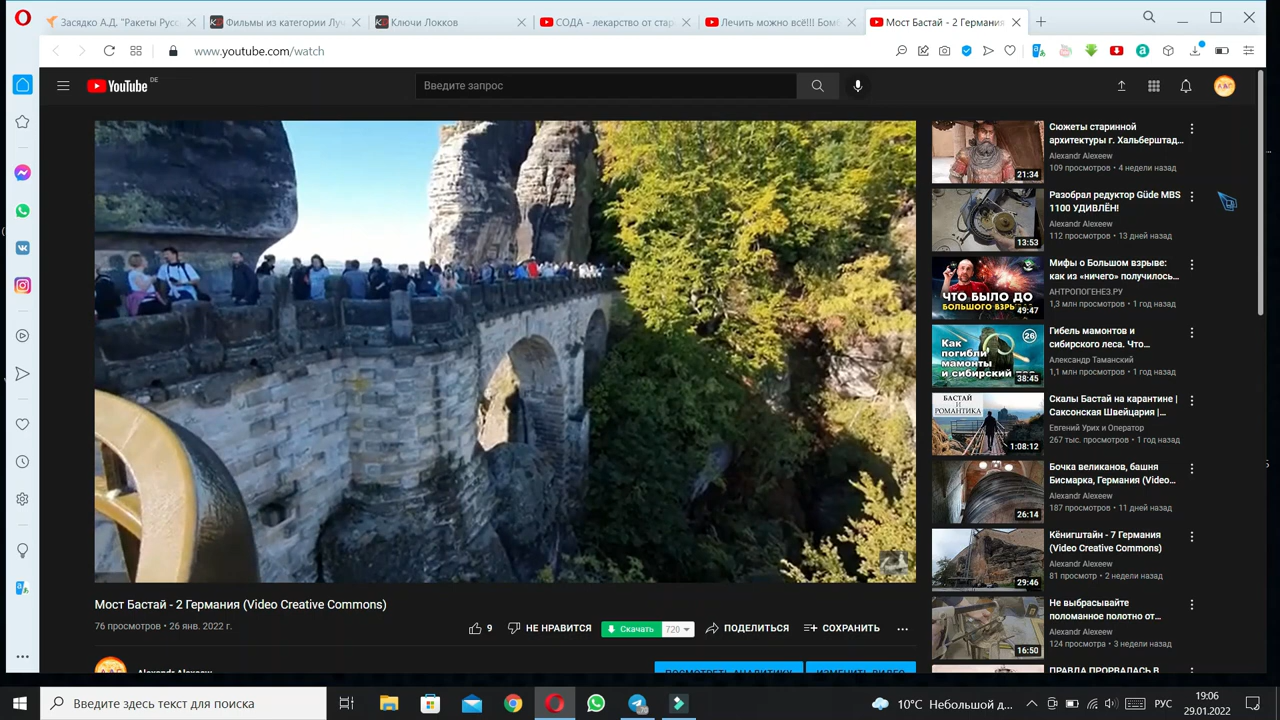 Засядко А.Д. "Ракеты Русс
Фильмы из категории Луч
Ключи Локков
СОДА - лекарство от стар
Лечить можно всё!!! Бомб
Мост Бастай - 2 Германия
www.youtube.com/watch
YouTube DE
Введите запрос
Сюжеты старинной
архитектуры г. Хальберштад...
Alexandr Alexeew
109 просмотров • 4 недели назад
21:34
Разобрал редуктор Güde MBS
1100 УДИВЛЁН!
Alexandr Alexeew
112 просмотров • 13 дней назад
13:53
Мифы о Большом взрыве:
как из «ничего» получилось...
АНТРОПОГЕНЕЗ.РУ
1,3 млн просмотров • 1 год назад
ЧТО БЫЛО ДО
БОЛЬШОГО ВЗРЫ
49:47
Гибель мамонтов и
сибирского леса. Что...
Александр Таманский
1,1 млн просмотров • 1 год назад
26
Как
погибли
мамонты
и сибирский
38:45
Скалы Бастай на карантине |
Саксонская Швейцария |...
Евгений Урих и Оператор
267 тыс. просмотров • 1 год назад
БАСТАЙ
И
РОМАНТИКА
1:08:12
Бочка великанов, башня
Бисмарка, Германия (Video...
Alexandr Alexeew
187 просмотров • 11 дней назад
26:14
Кёнигштайн - 7 Германия
(Video Creative Commons)
Alexandr Alexeew
81 просмотр • 2 недели назад
29:46
Не выбрасывайте
поломанное полотно от...
Alexandr Alexeew
124 просмотра • 3 недели назад
16:50
ПРАВДА ПРОРВАЛАСЬ В
Мост Бастай - 2 Германия (Video Creative Commons)
76 просмотров • 26 янв. 2022 г.
9
НЕ НРАВИТСЯ
Скачать
720
ПОДЕЛИТЬСЯ
СОХРАНИТЬ
Alexandr Alexeew
ПОСМОТРЕТЬ АНАЛИТИКУ
ИЗМЕНИТЬ ВИДЕО
Введите здесь текст для поиска
10°C Небольшой д...
РУС
19:06
29.01.2022